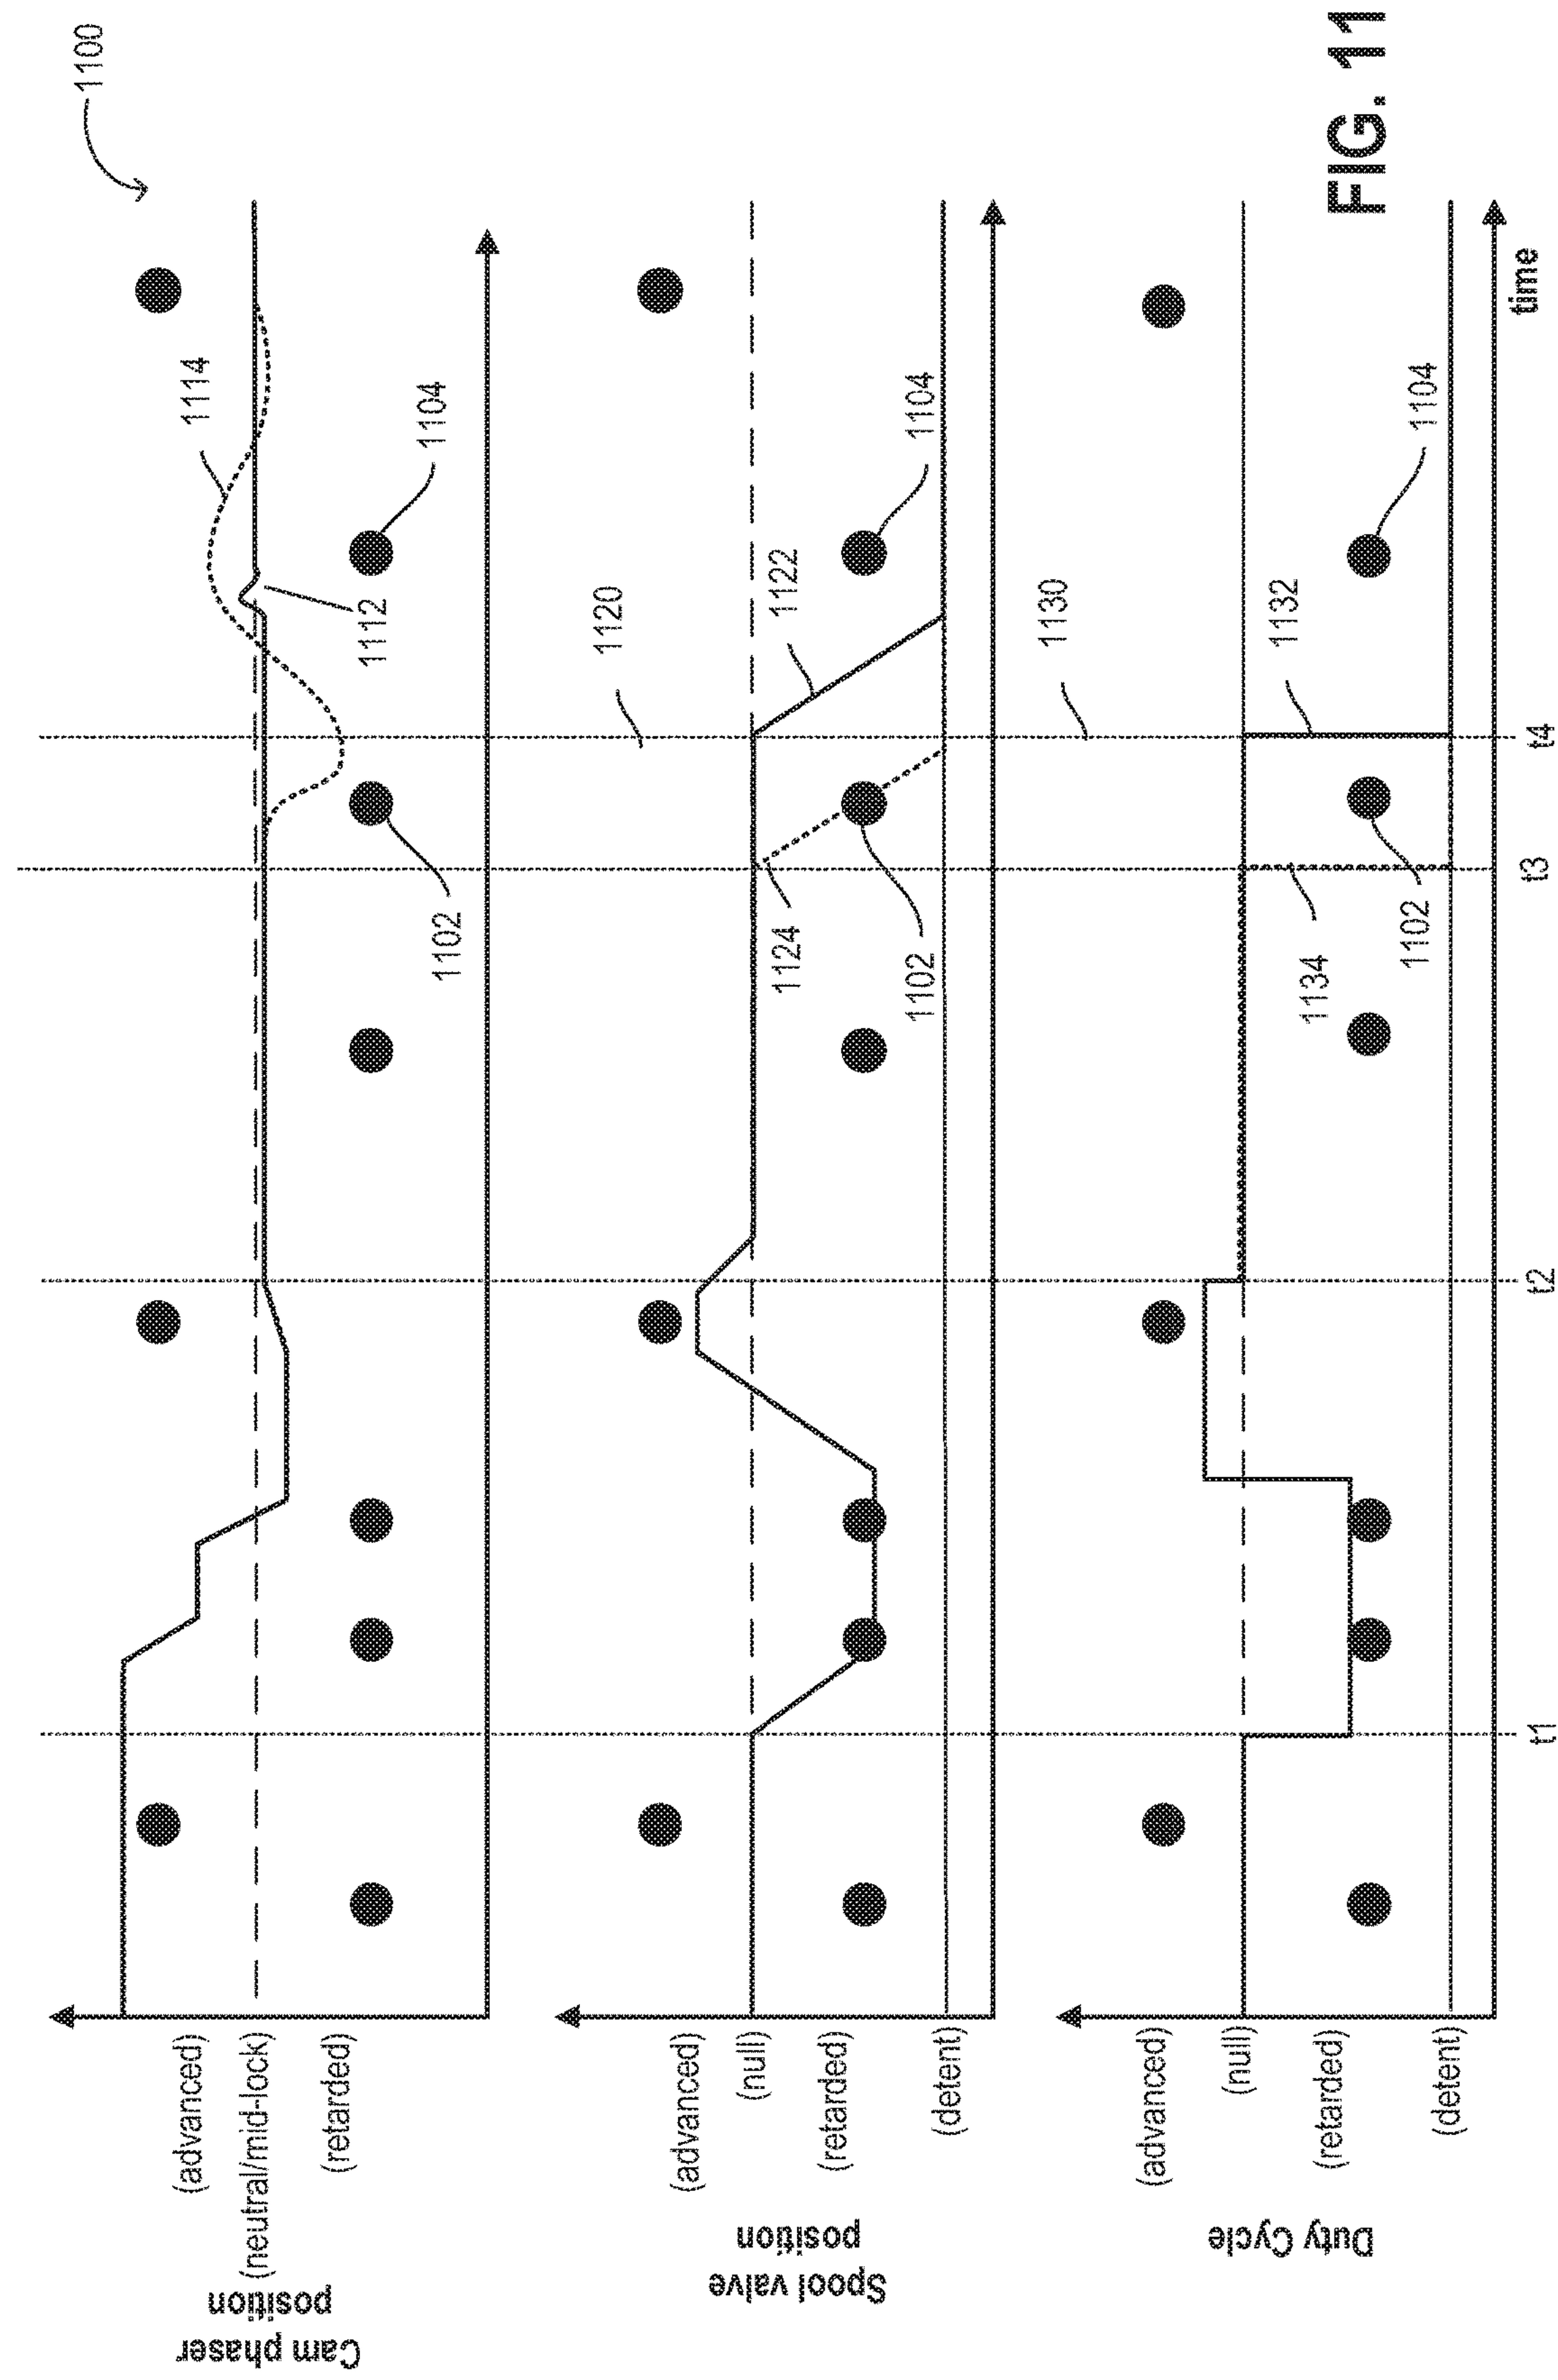 1100
(advanced)
1114
Cam phaser
position
(neutral/mid-lock)
(retarded)
1112
1102
1104
1120
(advanced)
Spool valve
position
(null)
1124
1122
(retarded)
1102
1104
(detent)
1130
(advanced)
Duty Cycle
(null)
1132
(retarded)
1134
1102
1104
(detent)
t1
t2
t3
t4
time
FIG. 11